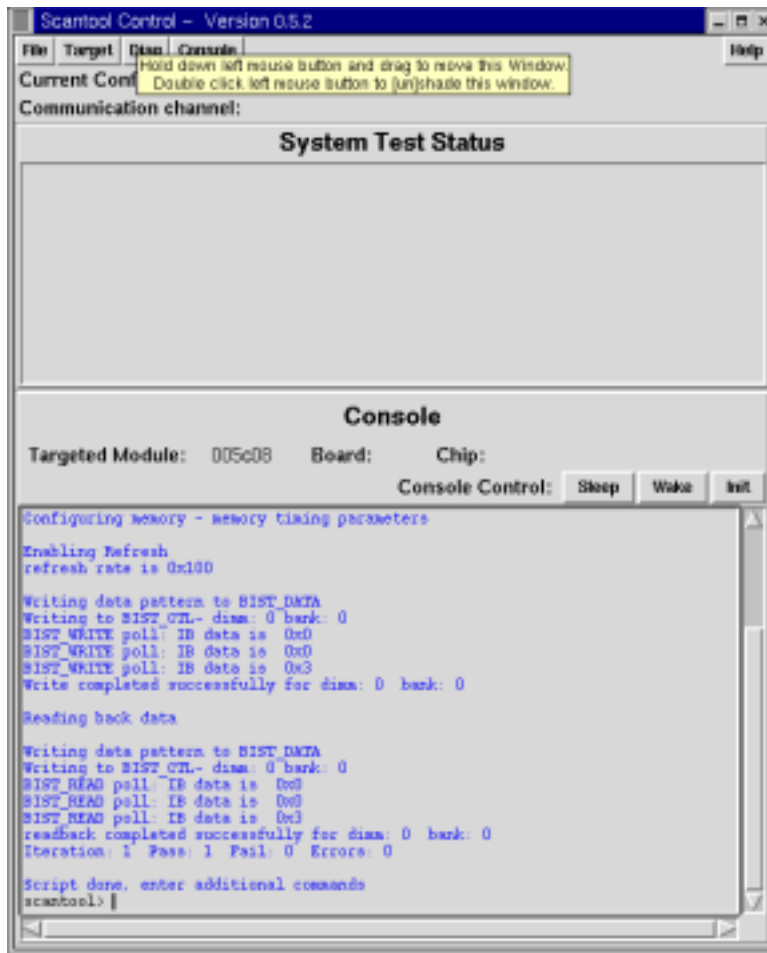 Scantool Control – Version 0.5.2
File Target Diag Console Help
Hold down left mouse button and drag to move this Window.
Double click left mouse button to [un]shade this window.
Current Conf
Communication channel:
System Test Status
Console
Targeted Module: 005c08 Board: Chip:
Console Control: Sleep Wake Init
Configuring memory - memory timing parameters
Enabling Refresh
refresh rate is 0x100
Writing data pattern to BIST_DATA
Writing to BIST_CTL- dimm: 0 bank: 0
BIST_WRITE poll: IB data is 0x0
BIST_WRITE poll: IB data is 0x0
BIST_WRITE poll: IB data is 0x3
Write completed successfully for dimm: 0 bank: 0
Reading back data
Writing data pattern to BIST_DATA
Writing to BIST_CTL- dimm: 0 bank: 0
BIST_READ poll: IB data is 0x0
BIST_READ poll: IB data is 0x0
BIST_READ poll: IB data is 0x3
readback completed successfully for dimm: 0 bank: 0
Iteration: 1 Pass: 1 Fail: 0 Errors: 0
Script done, enter additional commands
scantool>